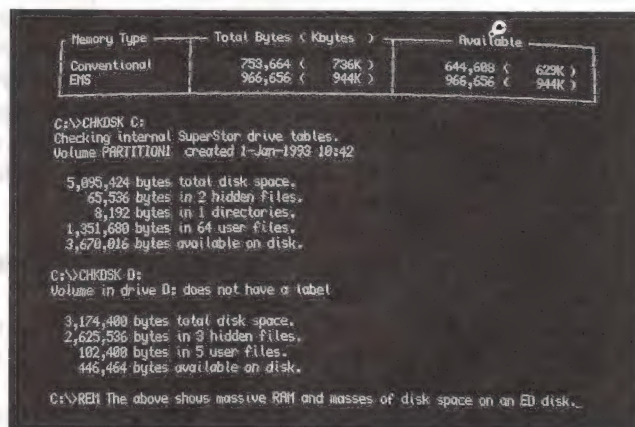 Memory Type Total Bytes ( Kbytes ) Available
Conventional 753,664 ( 736K ) 644,608 ( 629K )
EMS 966,656 ( 944K ) 966,656 ( 944K )
C:\>CHKDSK C:
Checking internal SuperStor drive tables.
Volume PARTITION1 created 1-Jan-1993 10:42
5,095,424 bytes total disk space.
65,536 bytes in 2 hidden files.
8,192 bytes in 1 directories.
1,351,680 bytes in 64 user files.
3,670,016 bytes available on disk.
C:\>CHKDSK D:
Volume in drive D: does not have a label
3,174,400 bytes total disk space.
2,625,536 bytes in 3 hidden files.
102,400 bytes in 5 user files.
446,464 bytes available on disk.
C:\>REM The above shows massive RAM and masses of disk space on an ED disk._